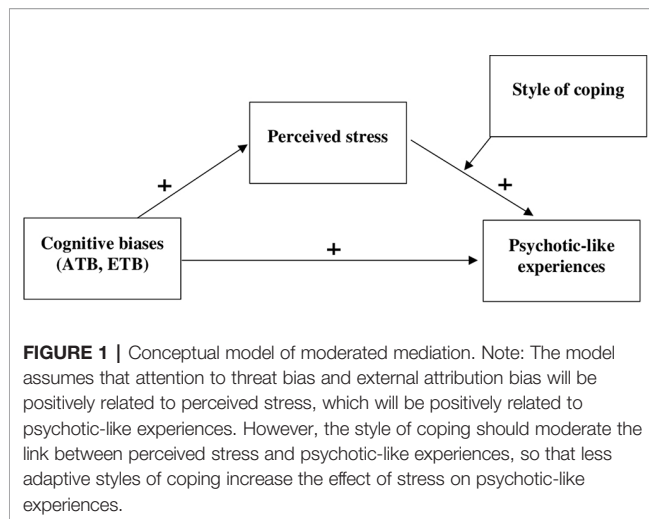 Style of coping
Perceived stress
+
+
Cognitive biases
(ATB, ETB)
+
Psychotic-like
experiences
FIGURE 1 | Conceptual model of moderated mediation. Note: The model
assumes that attention to threat bias and external attribution bias will be
positively related to perceived stress, which will be positively related to
psychotic-like experiences. However, the style of coping should moderate the
link between perceived stress and psychotic-like experiences, so that less
adaptive styles of coping increase the effect of stress on psychotic-like
experiences.